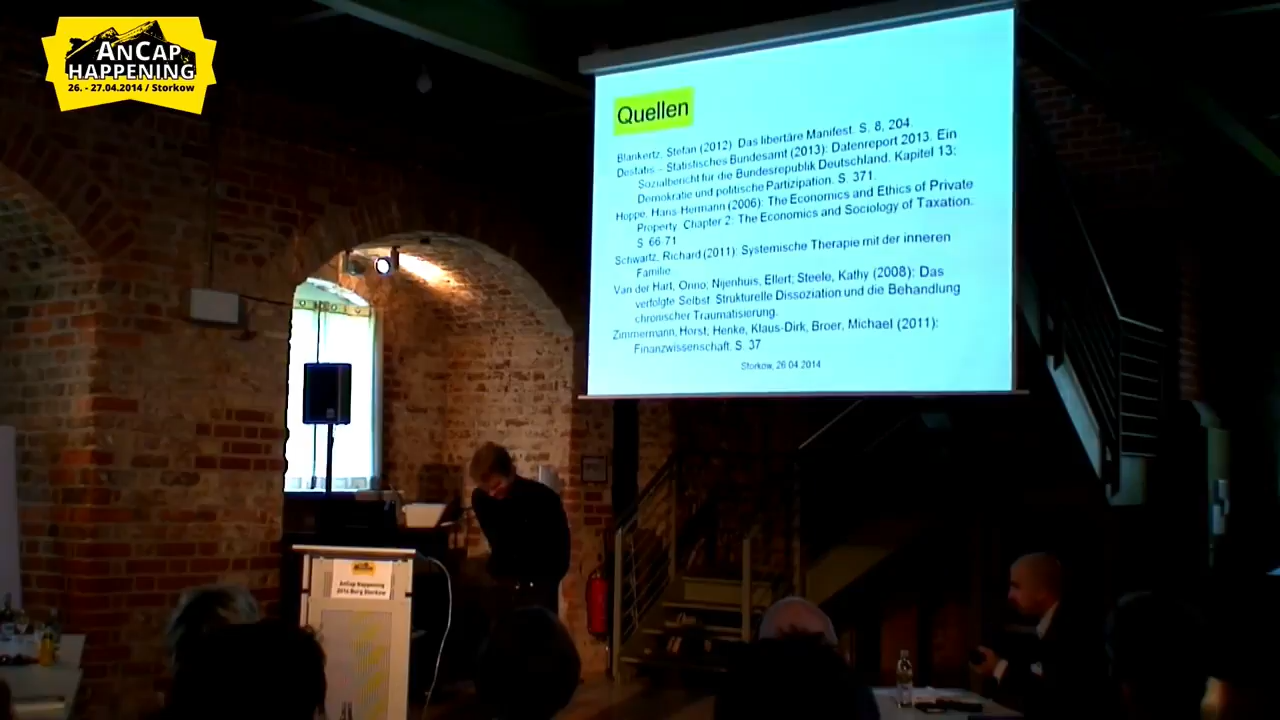 AnCap
Happening
26. - 27.04.2014 / Storkow
Quellen
Blankertz, Stefan (2012) Das libertäre Manifest. S. 8, 204.
Destatis – Statistisches Bundesamt (2013): Datenreport 2013. Ein
Sozialbericht für die Bundesrepublik Deutschland. Kapitel 13:
Demokratie und politische Partizipation. S. 371.
Hoppe, Hans-Hermann (2006): The Economics and Ethics of Private
Property. Chapter 2: The Economics and Sociology of Taxation.
S. 66-71
Schwartz, Richard (2011): Systemische Therapie mit der inneren
Familie.
Van der Hart, Onno; Nijenhuis, Ellert; Steele, Kathy (2008): Das
verfolgte Selbst. Strukturelle Dissoziation und die Behandlung
chronischer Traumatisierung.
Zimmermann, Horst, Henke, Klaus-Dirk, Broer, Michael (2011):
Finanzwissenschaft. S. 37
Storkow, 26.04.2014
AnCap Happening
2014 Burg Storkow